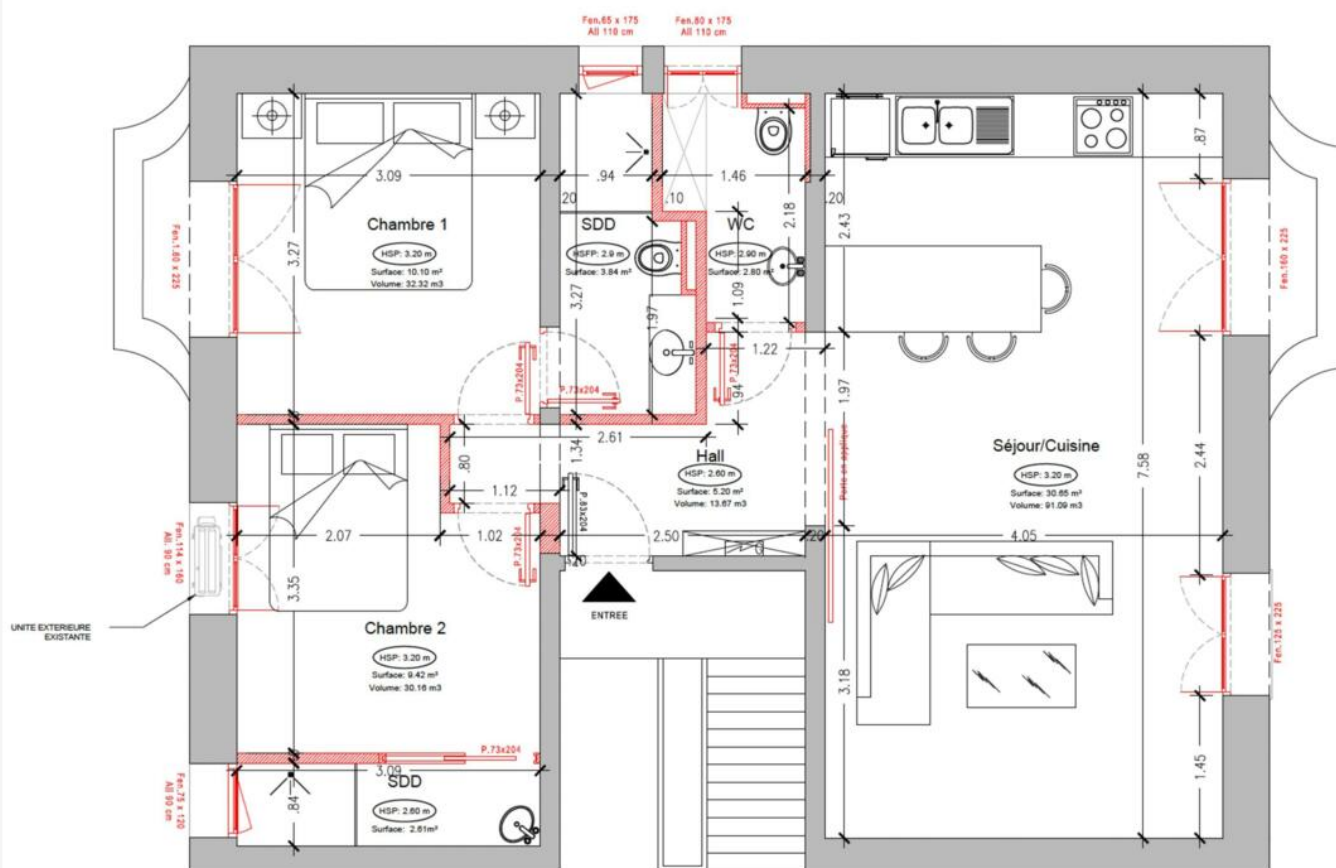 Fen.65 x 175
All 110 cm
Fen.80 x 175
All 110 cm
.87
3.09
.94
1.46
.20
.10
.20
Chambre 1
HSP: 3.20 m
Surface: 10.10 m²
Volume: 32.32 m3
SDD
HSFP: 2.9 m
Surface: 3.84 m²
WC
HSP: 2.90 m
Surface: 2.80 m²
2.18
2.43
Fen.1.60 x 225
3.27
3.27
1.97
1.09
Fen.160 x 225
1.22
P.73x204
P.73x204
P.73x204
.94
1.97
Porte en applique
2.61
1.34
.80
1.12
Hall
HSP: 2.60 m
Surface: 5.20 m²
Volume: 13.67 m3
Séjour/Cuisine
HSP: 3.20 m
Surface: 30.65 m²
Volume: 91.09 m3
7.58
2.44
P.83x204
Fen.114 x 160
All. 90 cm
2.07
1.02
P.73x204
2.50
.20
4.05
3.35
ENTREE
UNITE EXTERIEURE
EXISTANTE
Chambre 2
HSP: 3.20 m
Surface: 9.42 m²
Volume: 30.16 m3
Fen.125 x 225
3.18
1.45
P.73x204
3.09
Fen.75 x 120
All 90 cm
.84
SDD
HSP: 2.60 m
Surface: 2.61m²